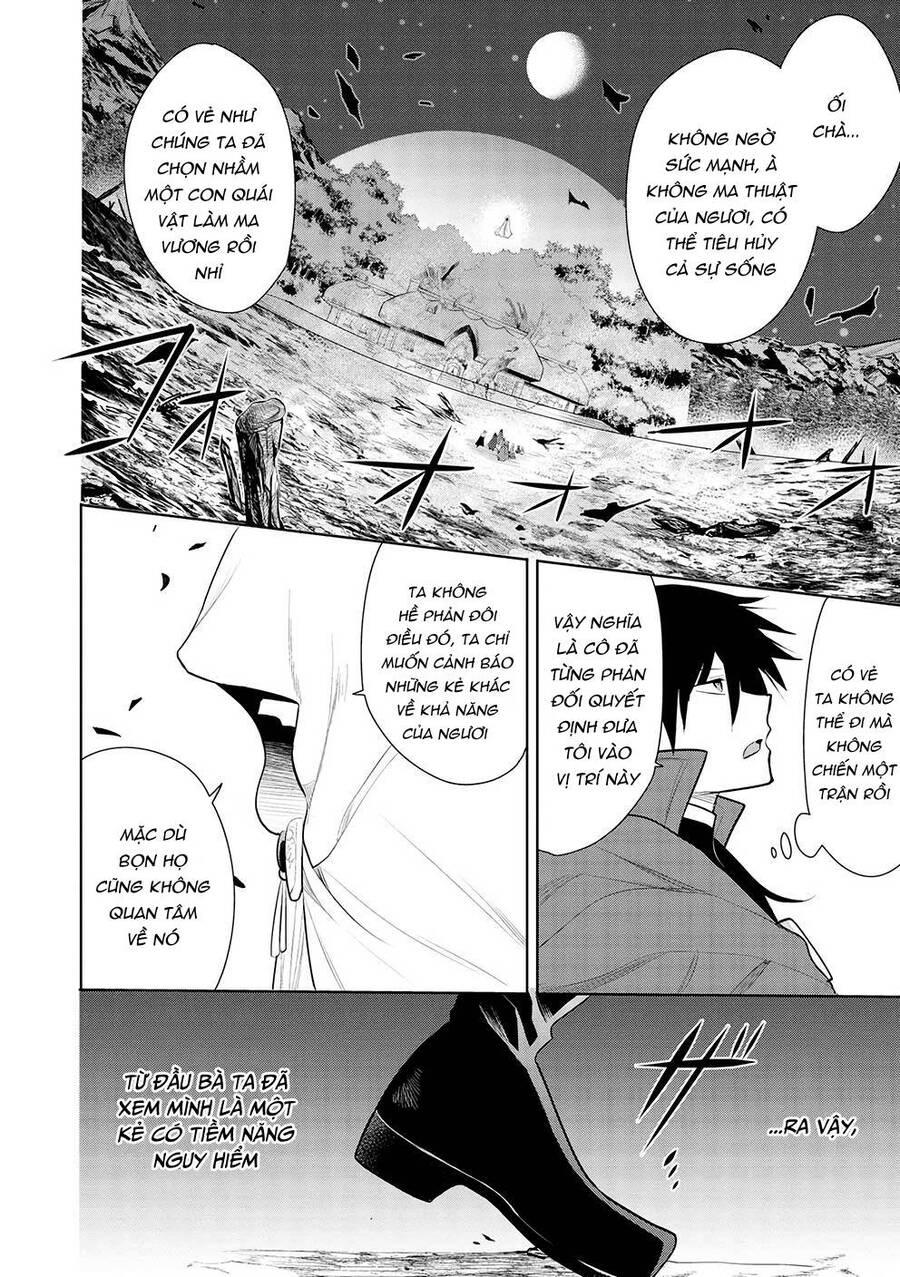 ỐI
CHÀ...
KHÔNG NGỜ
SỨC MẠNH, À
KHÔNG MA THUẬT
CỦA NGƯƠI, CÓ
THỂ TIÊU HỦY
CẢ SỰ SỐNG
CÓ VẺ NHƯ
CHÚNG TA ĐÃ
CHỌN NHẦM
MỘT CON QUÁI
VẬT LÀM MA
VƯƠNG RỒI
NHỈ
CÓ VẺ
TA KHÔNG
THỂ ĐI MÀ
KHÔNG
CHIẾN MỘT
TRẬN RỒI
VẬY NGHĨA
LÀ CÔ ĐÃ
TỪNG PHẢN
ĐỐI QUYẾT
ĐỊNH ĐƯA
TÔI VÀO
VỊ TRÍ NÀY
TA KHÔNG
HỀ PHẢN ĐÔI
ĐIỀU ĐÓ, TA CHỈ
MUỐN CẢNH BÁO
NHỮNG KẺ KHÁC
VỀ KHẢ NĂNG
CỦA NGƯƠI
MẶC DÙ
BỌN HỌ
CŨNG KHÔNG
QUAN TÂM
VỀ NÓ
...RA VẬY,
TỪ ĐẦU BÀ TA ĐÃ
XEM MÌNH LÀ MỘT
KẺ CÓ TIỀM NĂNG
NGUY HIỂM